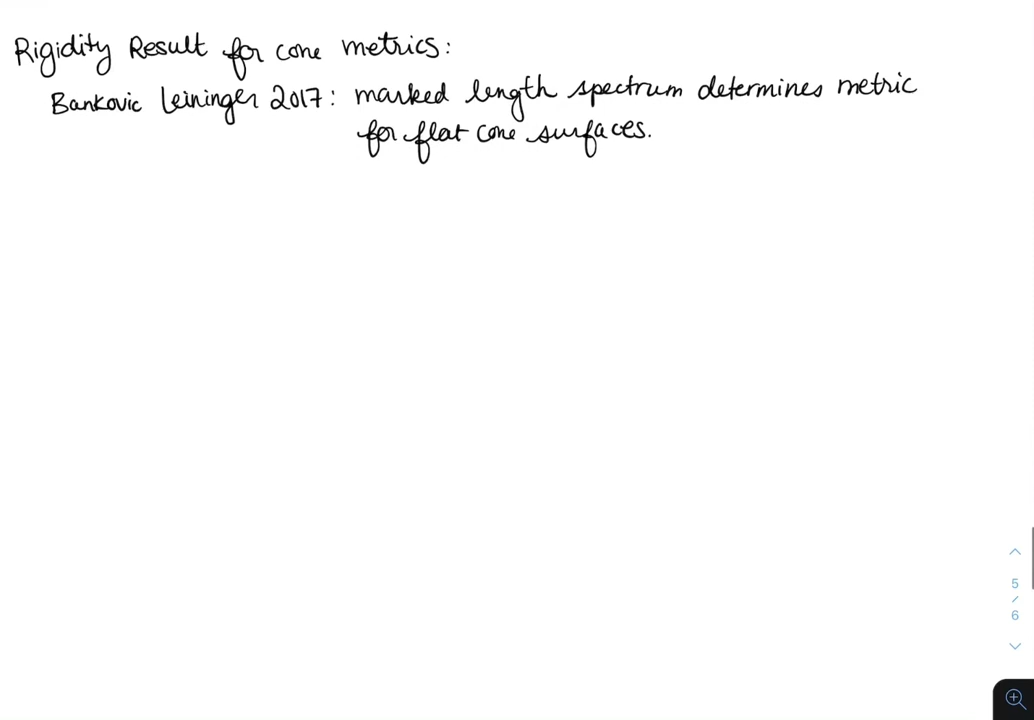 Rigidity Result for cone metrics:
Bankovic Leininger 2017: marked length spectrum determines metric
for flat cone surfaces.
5
/
6